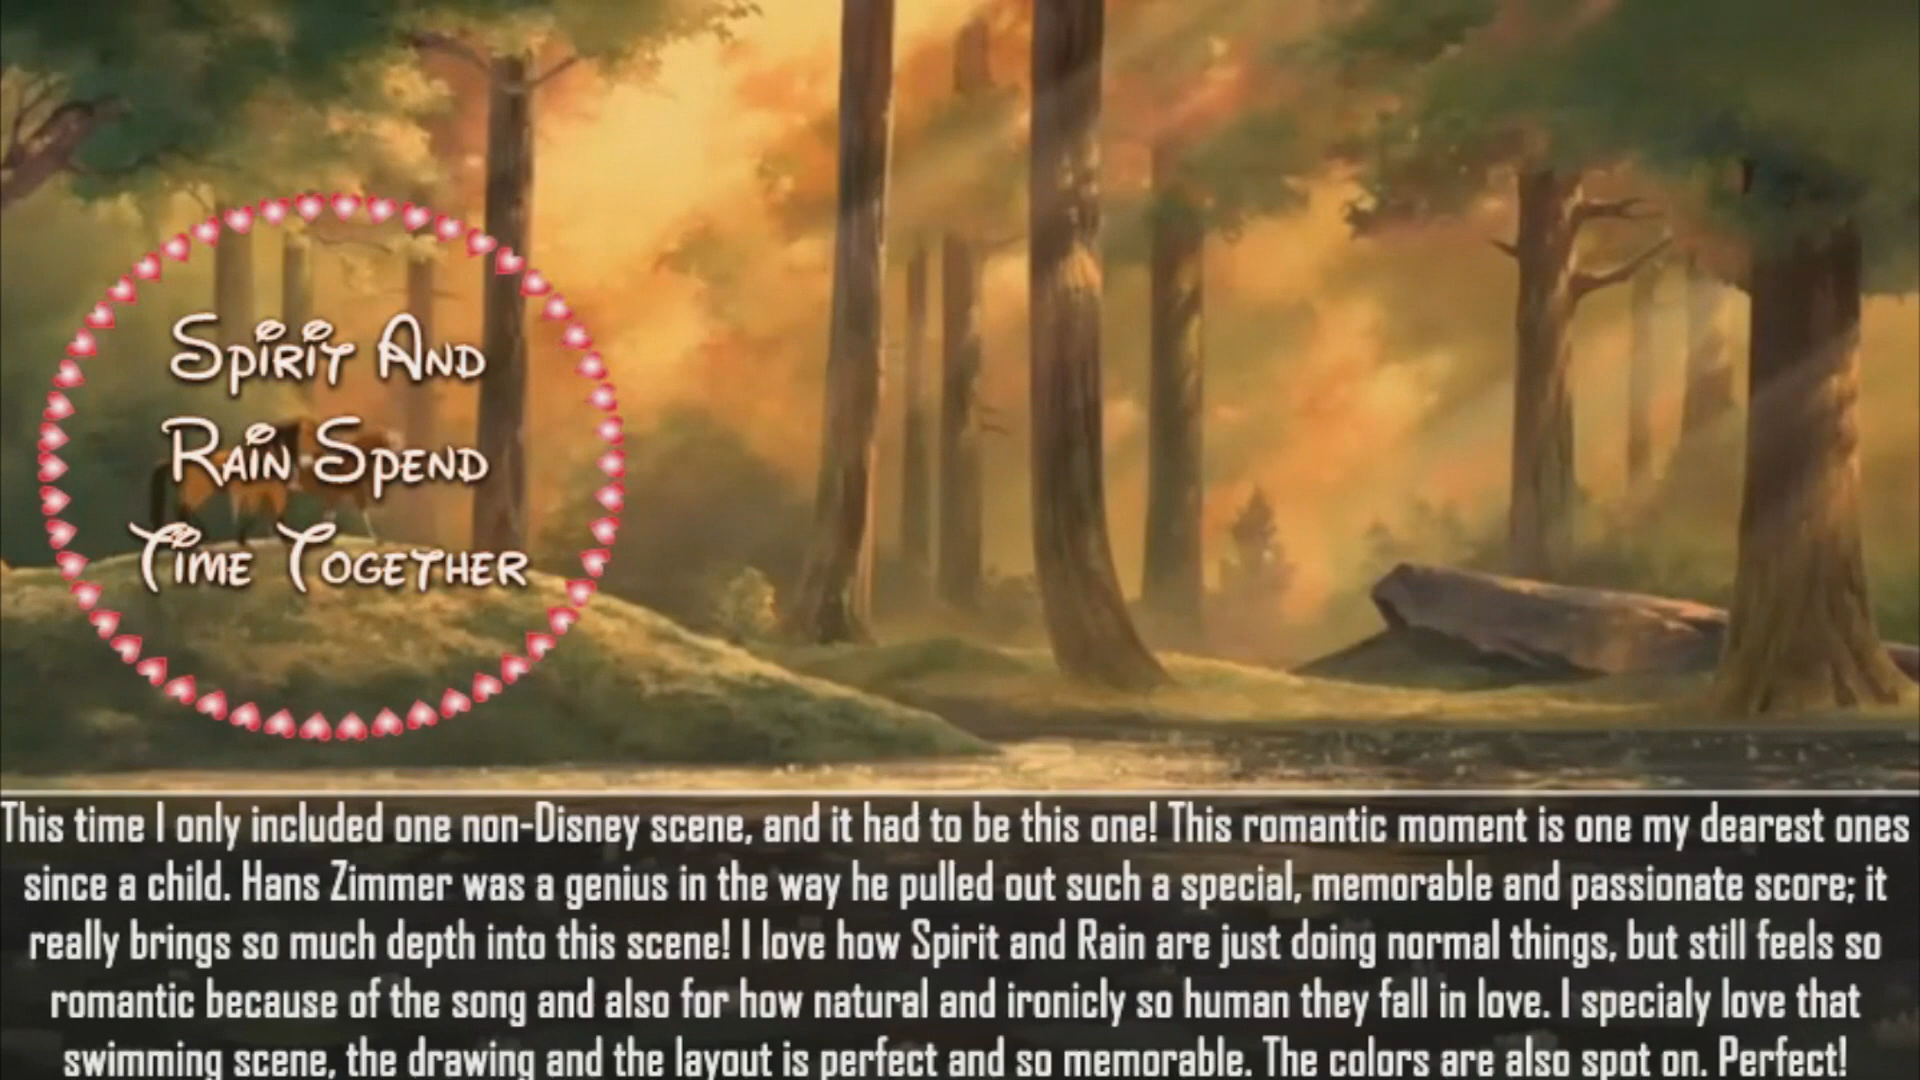 Spirit And
Rain Spend
Time Together
This time I only included one non-Disney scene, and it had to be this one! This romantic moment is one my dearest ones
since a child. Hans Zimmer was a genius in the way he pulled out such a special, memorable and passionate score; it
really brings so much depth into this scene! I love how Spirit and Rain are just doing normal things, but still feels so
romantic because of the song and also for how natural and ironicly so human they fall in love. I specialy love that
swimming scene, the drawing and the layout is perfect and so memorable. The colors are also spot on. Perfect!